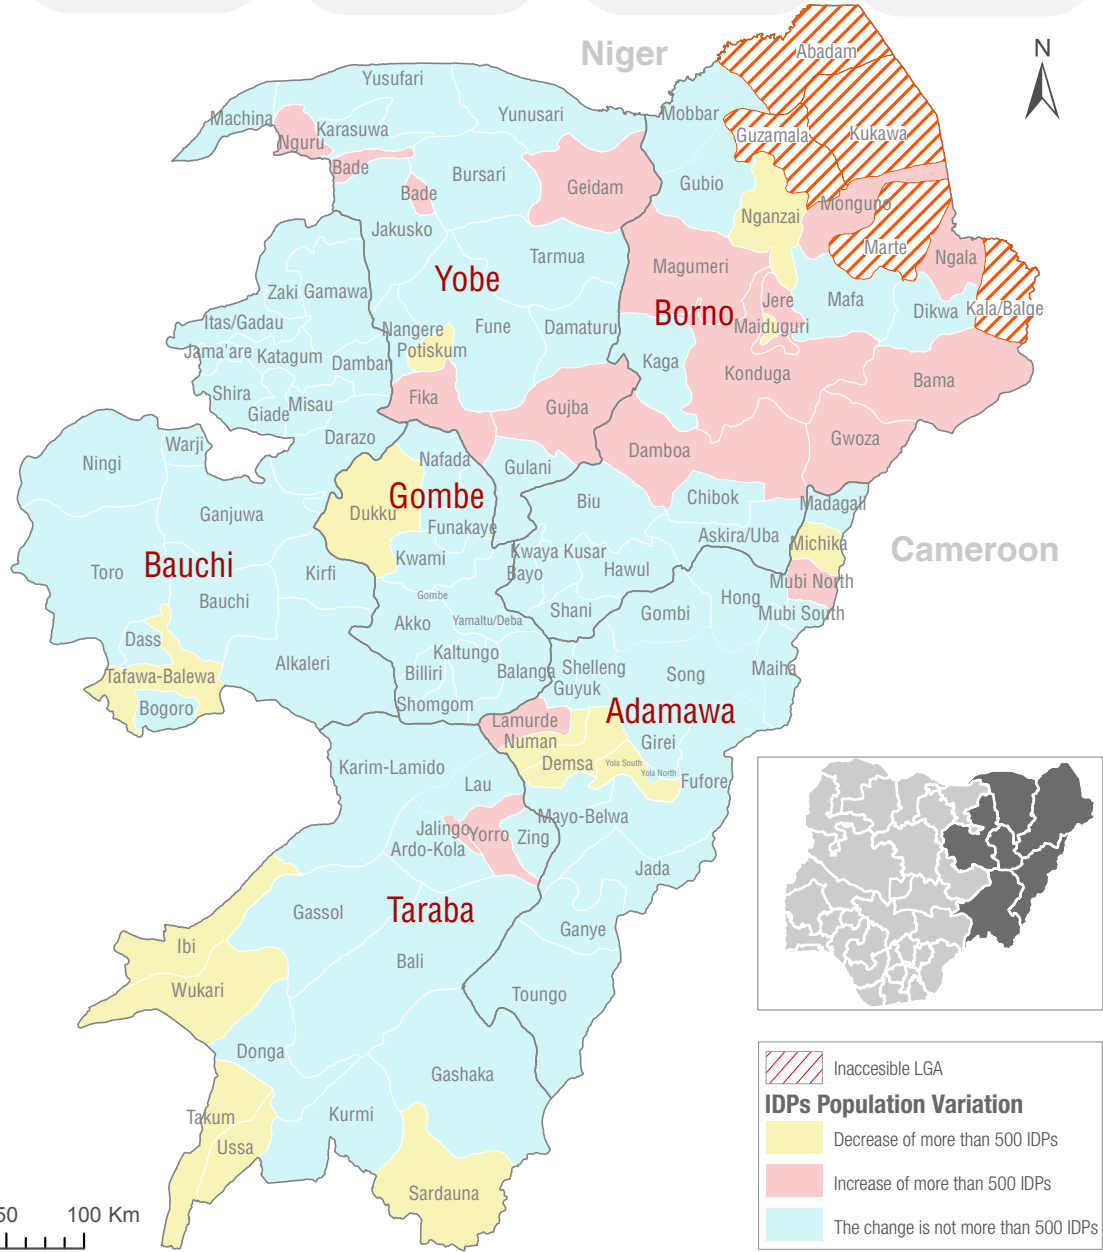 Niger
N
Abadam
Yusufari
Yunusari
Mobbar
Machina
Karasuwa
Guzamala
Kukawa
Nguru
Bade
Bursari
Geidam
Gubio
Bade
Monguno
Nganzai
Jakusko
Marte
Tarmua
Magumeri
Ngala
Yobe
Zaki
Gamawa
Jere
Mafa
Borno
Dikwa
Kala/Balge
Itas/Gadau
Nangere
Fune
Damaturu
Maiduguri
Jama'are
Katagum
Potiskum
Damban
Kaga
Konduga
Bama
Shira
Giade
Misau
Fika
Gujba
Darazo
Gwoza
Warji
Damboa
Ningi
Nafada
Gulani
Gombe
Biu
Chibok
Madagali
Ganjuwa
Dukku
Funakaye
Askira/Uba
Michika
Cameroon
Kwami
Kwaya Kusar
Bauchi
Toro
Kirfi
Bayo
Hawul
Mubi North
Bauchi
Gombe
Hong
Shani
Gombi
Mubi South
Akko
Yamaltu/Deba
Dass
Kaltungo
Alkaleri
Billiri
Balanga
Shelleng
Song
Maiha
Tafawa-Balewa
Guyuk
Bogoro
Shomgom
Adamawa
Lamurde
Numan
Girei
Karim-Lamido
Demsa
Yola South
Yola North
Lau
Fufore
Mayo-Belwa
Jalingo
Yorro
Zing
Ardo-Kola
Jada
Gassol
Taraba
Ganye
Ibi
Bali
Wukari
Toungo
Donga
Gashaka
Takum
Kurmi
Ussa
Sardauna
50 100 Km
Inaccesible LGA
IDPs Population Variation
Decrease of more than 500 IDPs
Increase of more than 500 IDPs
The change is not more than 500 IDPs